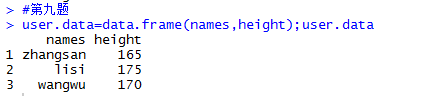 > #第九题
> user.data=data.frame(names,height);user.data
names height
1 zhangsan 165
2 lisi 175
3 wangwu 170